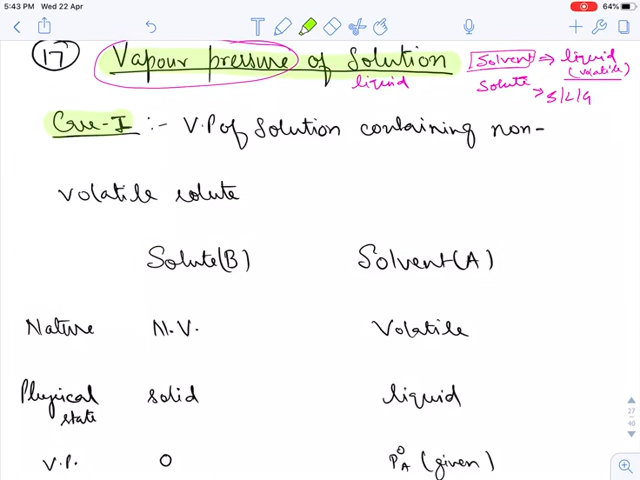 5:43 PM Wed 22 Apr
64%
(17) Vapour pressure of Solution
liquid
Solvent → liquid
(volatile)
Solute → S/L/G
Case-I :- V.P of Solution containing non-
volatile solute
Solute(B) Solvent(A)
Nature N.V. Volatile
Physical state solid liquid
V.P. 0 P°A (given)
27
40